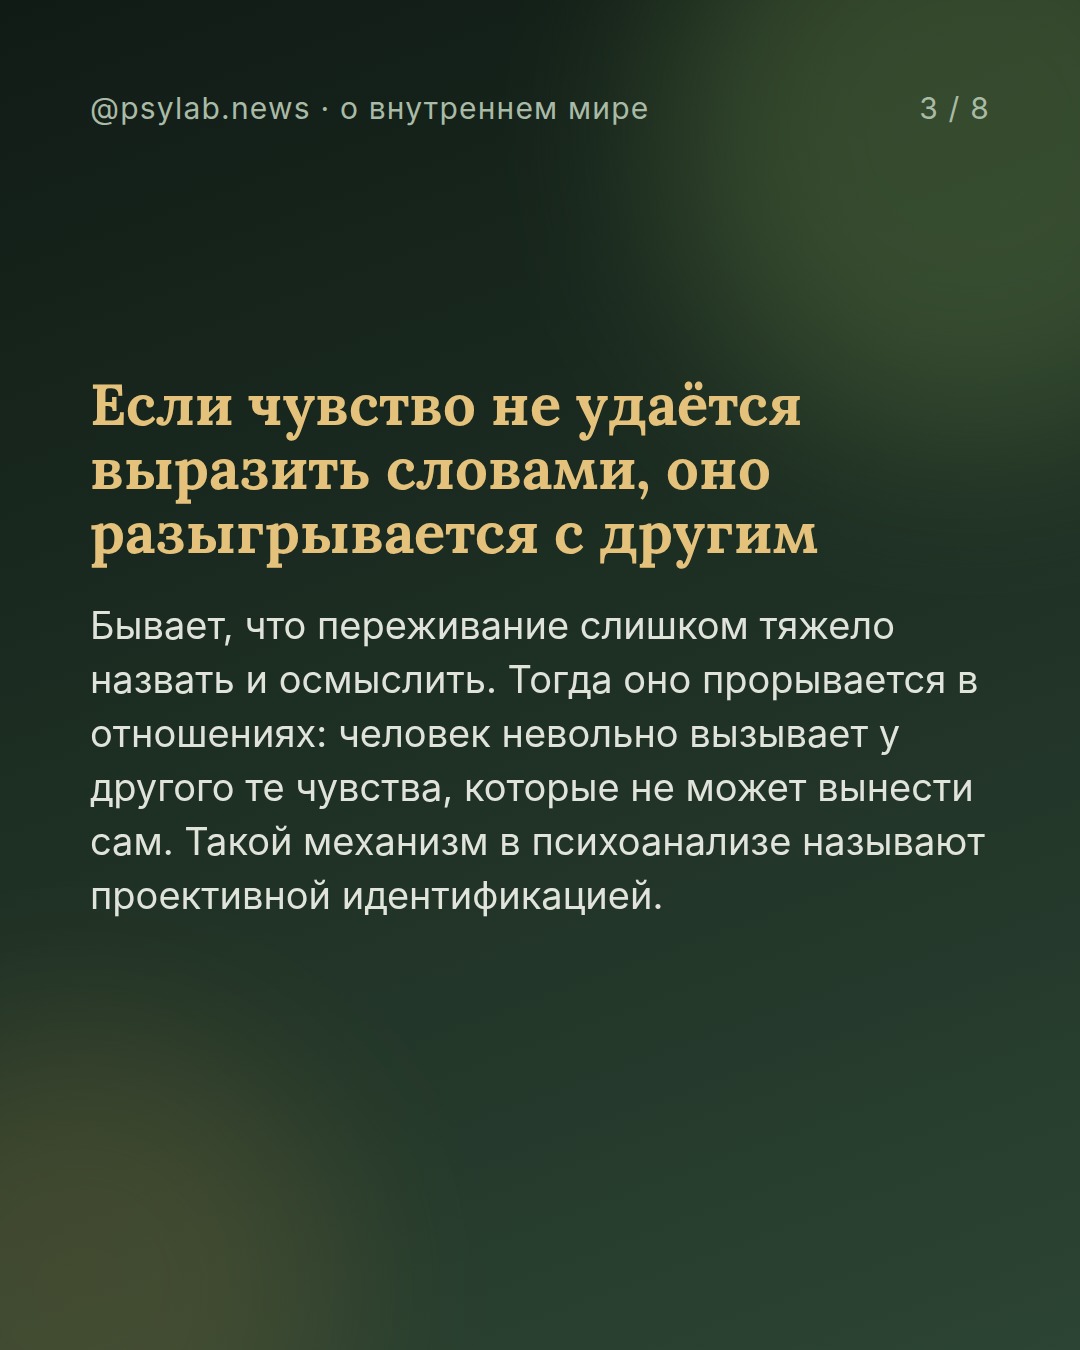 @psylab.news · о внутреннем мире
3 / 8
Если чувство не удаётся
выразить словами, оно
разыгрывается с другим
Бывает, что переживание слишком тяжело
назвать и осмыслить. Тогда оно прорывается в
отношениях: человек невольно вызывает у
другого те чувства, которые не может вынести
сам. Такой механизм в психоанализе называют
проективной идентификацией.